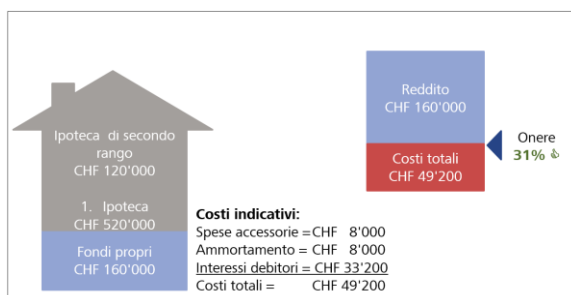 Ipoteca di secondo
rango
CHF 120'000
1. Ipoteca
CHF 520'000
Fondi propri
CHF 160'000
Costi indicativi:
Spese accessorie =CHF 8'000
Ammortamento = CHF 8'000
Interessi debitori = CHF 33'200
Costi totali = CHF 49'200
Reddito
CHF 160'000
Costi totali
CHF 49'200
Onere
31% 👍